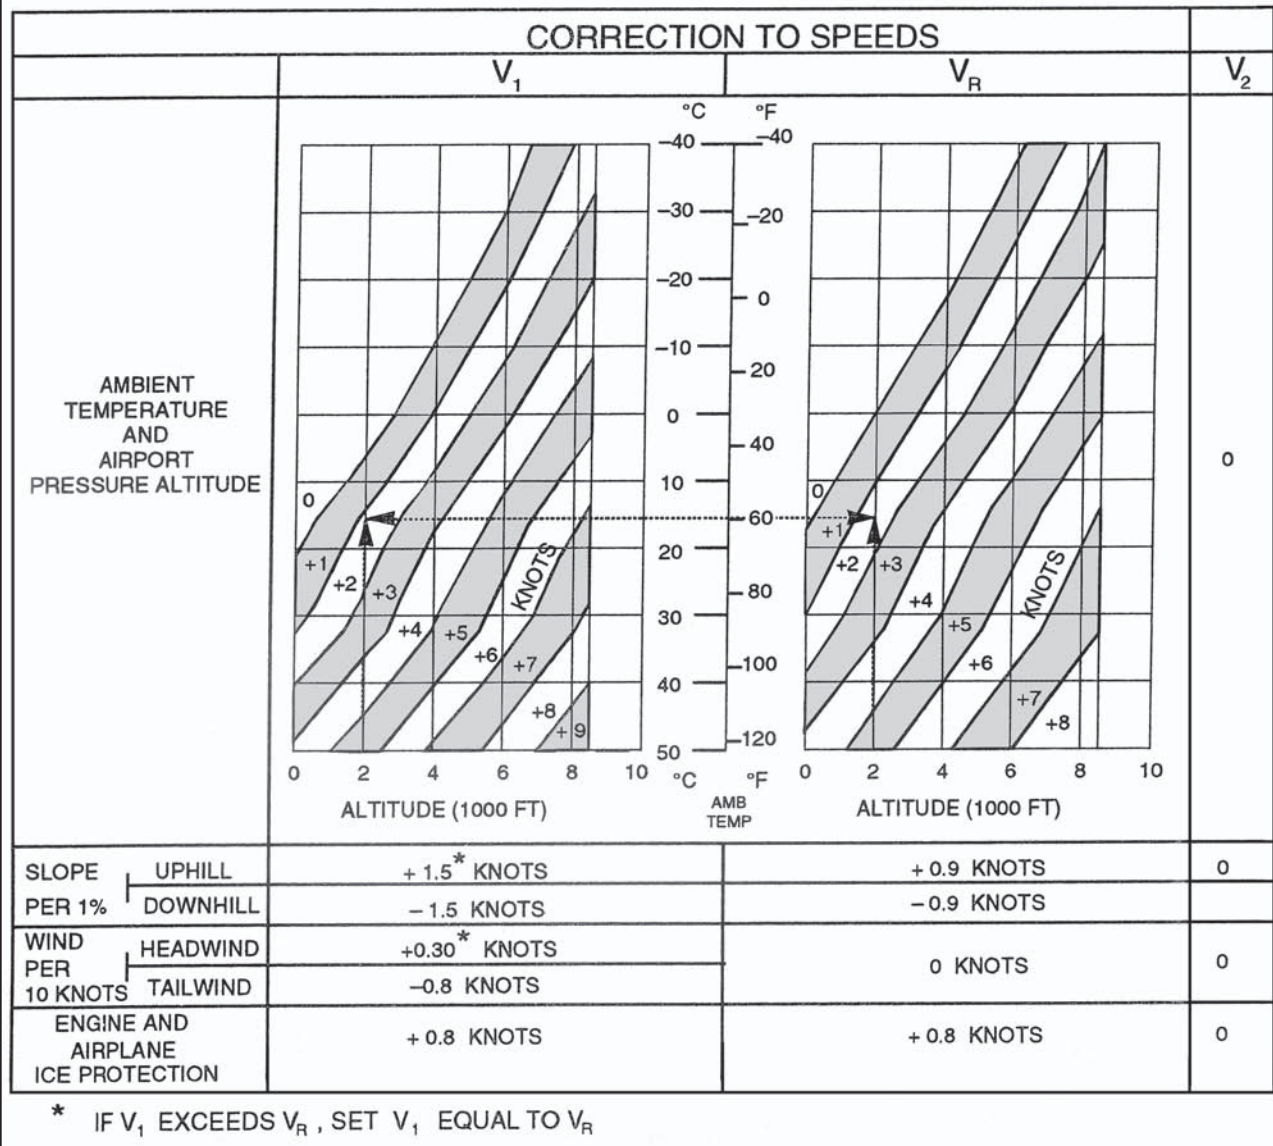 CORRECTION TO SPEEDS
V1 VR V2
°C °F
AMBIENT
TEMPERATURE
AND
AIRPORT
PRESSURE ALTITUDE
–40 –40
–30 –20
–20 0
–10 20
0 40
10 60
20 80
30 100
40 120
50
°C °F
AMB
TEMP
0
+1
+2
+3
+4
+5
+6
+7
+8
+ 9
KNOTS
0 2 4 6 8 10
ALTITUDE (1000 FT)
0
+1
+2
+3
+4
+5
+6
+7
+8
KNOTS
0 2 4 6 8 10
ALTITUDE (1000 FT)
0
SLOPE UPHILL + 1.5* KNOTS + 0.9 KNOTS 0
PER 1% DOWNHILL – 1.5 KNOTS – 0.9 KNOTS
WIND HEADWIND +0.30* KNOTS
PER 0 KNOTS 0
10 KNOTS TAILWIND –0.8 KNOTS
ENGINE AND
AIRPLANE + 0.8 KNOTS + 0.8 KNOTS 0
ICE PROTECTION
* IF V1 EXCEEDS VR , SET V1 EQUAL TO VR